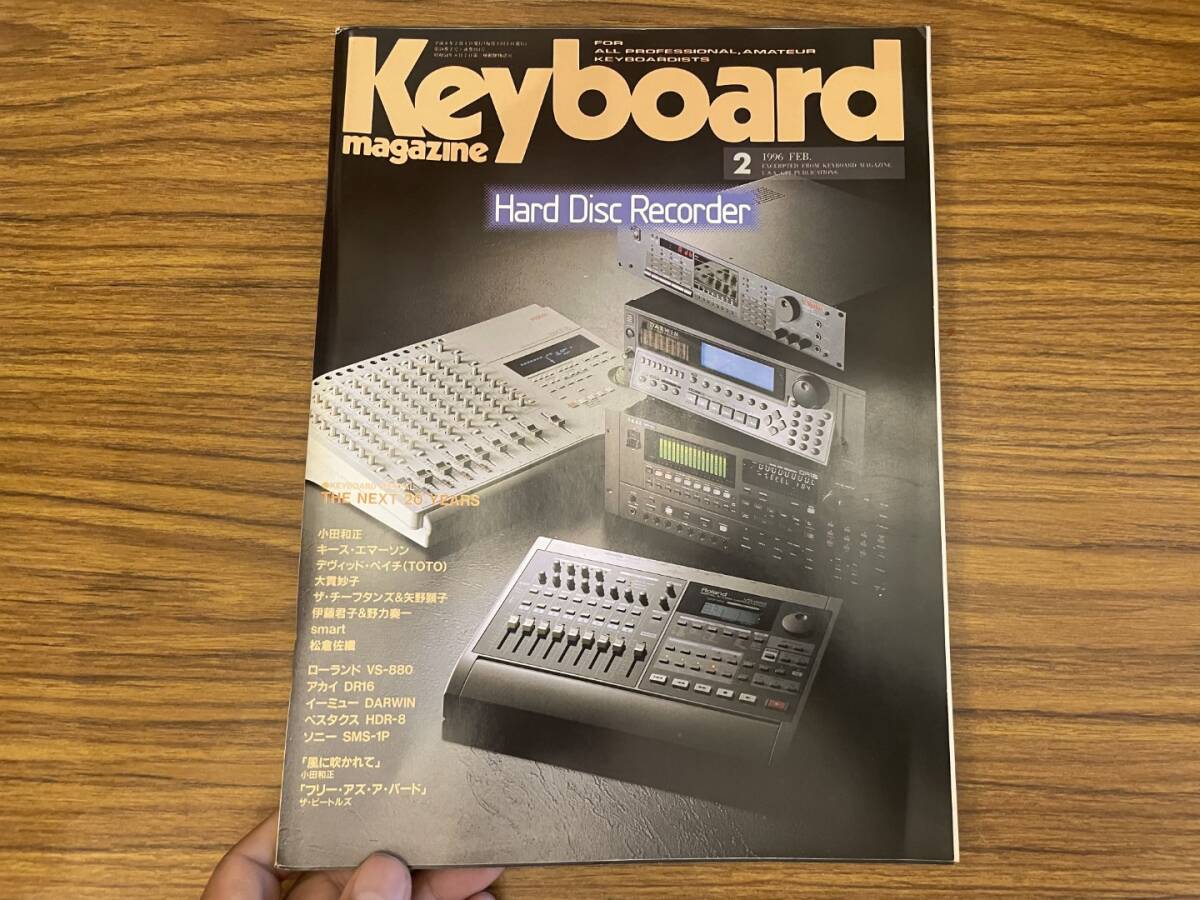 FOR
ALL PROFESSIONAL, AMATEUR
KEYBOARDISTS
Keyboard
magazine
2 1996 FEB.
EXCERPTED FROM KEYBOARD MAGAZINE
U.S.A. GPI PUBLICATIONS
Hard Disc Recorder
DARWIN
AKAI
Roland
THE NEXT 20 YEARS
小田和正
キース・エマーソン
デヴィッド・ペイチ(TOTO)
大貫妙子
ザ・チーフタンズ&矢野顕子
伊藤君子&野力奏一
smart
松倉佐織
ローランド VS-880
アカイ DR16
イーミュー DARWIN
ベスタクス HDR-8
ソニー SMS-1P
「風に吹かれて」
小田和正
「フリー・アズ・ア・バード」
ザ・ビートルズ